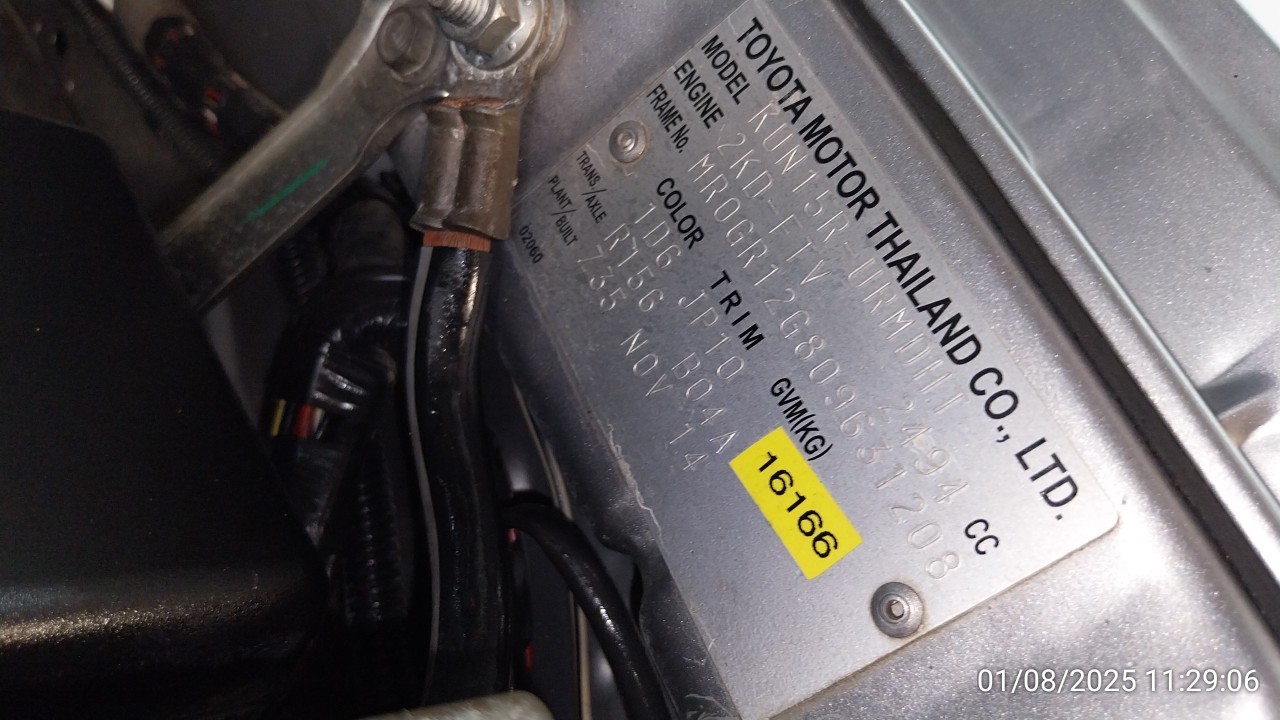 TOYOTA MOTOR THAILAND CO., LTD.
MODEL KUN15R-URMDHT
ENGINE 2KD-FTV 2494 CC
FRAME No. MR0GR12G809631208
COLOR TRIM GVM(KG)
1D6 JP10
TRANS./AXLE R156 B04A
PLANT/BUILT 735 NOV 14
02060
16166
01/08/2025 11:29:06